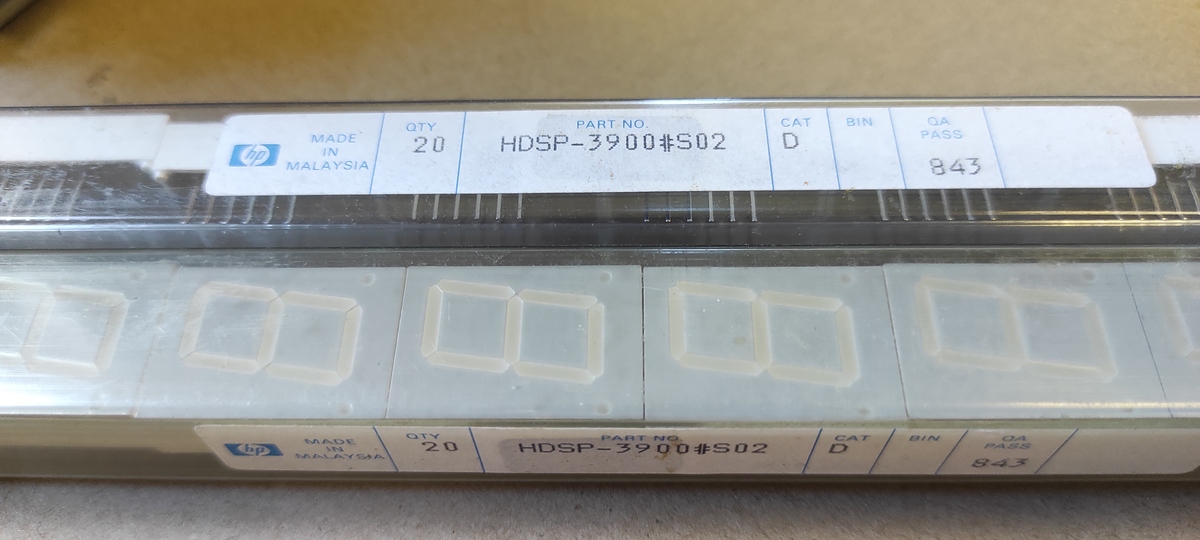 hp MADE IN MALAYSIA QTY 20 PART NO. HDSP-3900#S02 CAT D BIN QA PASS 843
hp MADE IN MALAYSIA QTY 20 PART NO. HDSP-3900#S02 CAT D BIN QA PASS 843